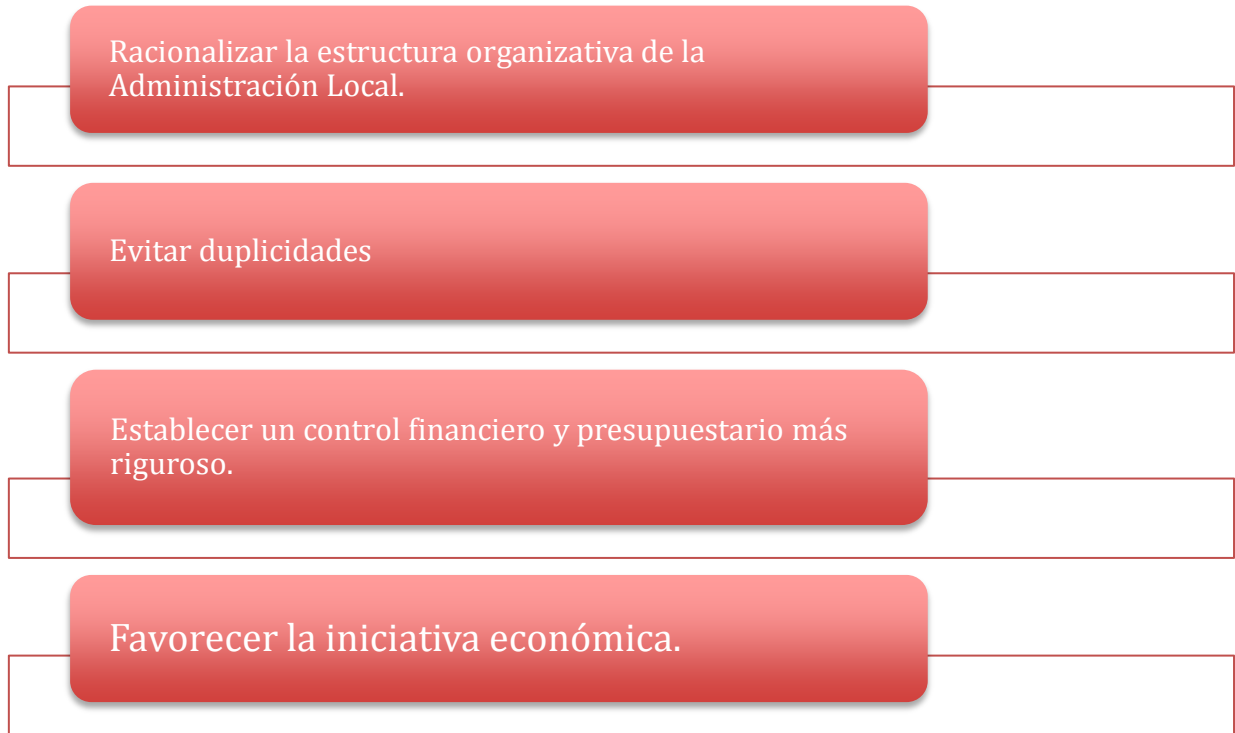 Racionalizar la estructura organizativa de la
Administración Local.
Evitar duplicidades
Establecer un control financiero y presupuestario más
riguroso.
Favorecer la iniciativa económica.